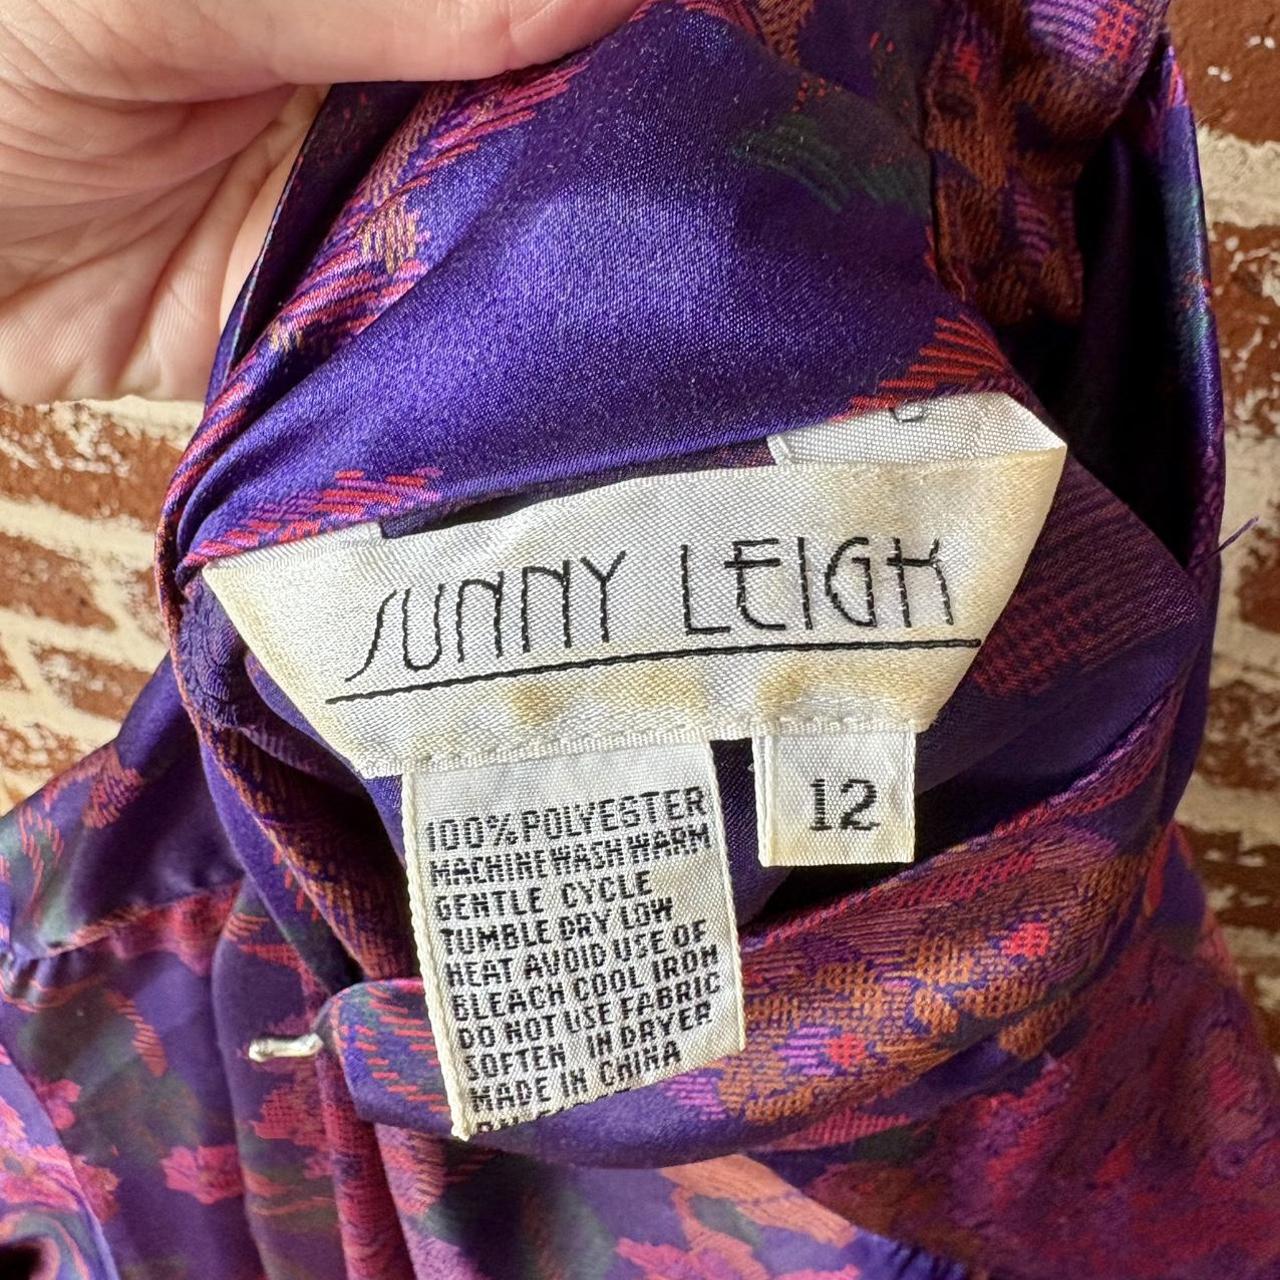 SUNNY LEIGH
12
100% POLYESTER
MACHINE WASH WARM
GENTLE CYCLE
TUMBLE DRY LOW
HEAT AVOID USE OF
BLEACH COOL IRON
DO NOT USE FABRIC
SOFTEN IN DRYER
MADE IN CHINA